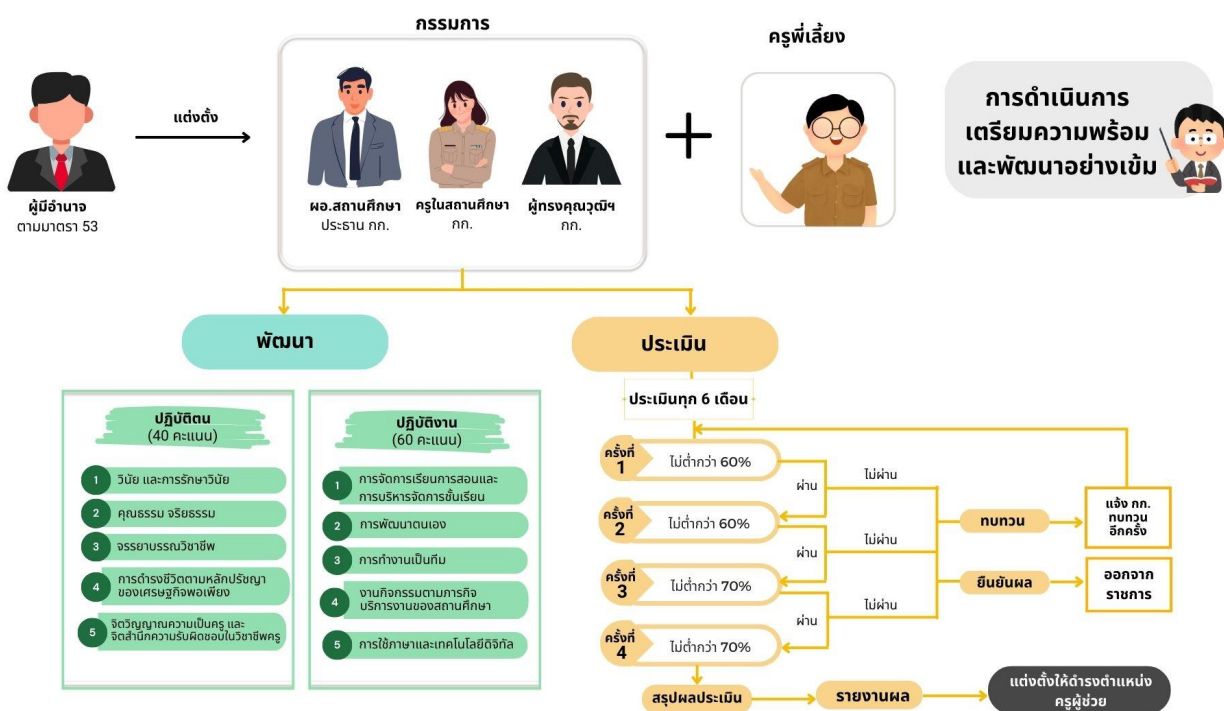 กรรมการ
ครูพี่เลี้ยง
การดำเนินการ
เตรียมความพร้อม
และพัฒนาอย่างเข้ม
แต่งตั้ง
ผู้มีอำนาจ
ตามมาตรา 53
ผอ.สถานศึกษา
ประธาน กก.
ครูในสถานศึกษา
กก.
ผู้ทรงคุณวุฒิฯ
กก.
พัฒนา
ปฏิบัติตน
(40 คะแนน)
1 วินัย และการรักษาวินัย
2 คุณธรรม จริยธรรม
3 จรรยาบรรณวิชาชีพ
4 การดำรงชีวิตตามหลักปรัชญา
ของเศรษฐกิจพอเพียง
5 จิตวิญญาณความเป็นครู และ
จิตสำนึกความรับผิดชอบในวิชาชีพครู
ปฏิบัติงาน
(60 คะแนน)
1 การจัดการเรียนการสอนและ
การบริหารจัดการชั้นเรียน
2 การพัฒนาตนเอง
3 การทำงานเป็นทีม
4 งานกิจกรรมตามภารกิจ
บริการงานของสถานศึกษา
5 การใช้ภาษาและเทคโนโลยีดิจิทัล
ประเมิน
ประเมินทุก 6 เดือน
ครั้งที่
1
ไม่ต่ำกว่า 60%
ผ่าน
ไม่ผ่าน
ครั้งที่
2
ไม่ต่ำกว่า 60%
ผ่าน
ไม่ผ่าน
ครั้งที่
3
ไม่ต่ำกว่า 70%
ผ่าน
ไม่ผ่าน
ครั้งที่
4
ไม่ต่ำกว่า 70%
ทบทวน
แจ้ง กก.
ทบทวน
อีกครั้ง
ยืนยันผล
ออกจาก
ราชการ
สรุปผลประเมิน
รายงานผล
แต่งตั้งให้ดำรงตำแหน่ง
ครูผู้ช่วย